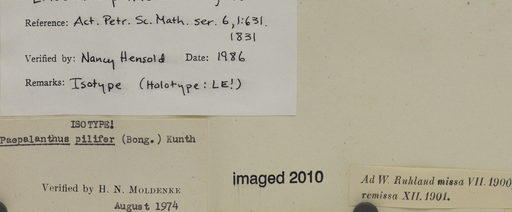 Reference: Act. Petr. Sc. Math. ser. 6, 1:631.
1831
Verified by: Nancy Hensold Date: 1986
Remarks: Isotype (Holotype: LE!)
ISOTYPE!
Paepalanthus pilifer (Bong.) Kunth
Verified by H. N. MOLDENKE
August 1974
imaged 2010
Ad W. Ruhland missa VII. 1900,
remissa XII. 1901.